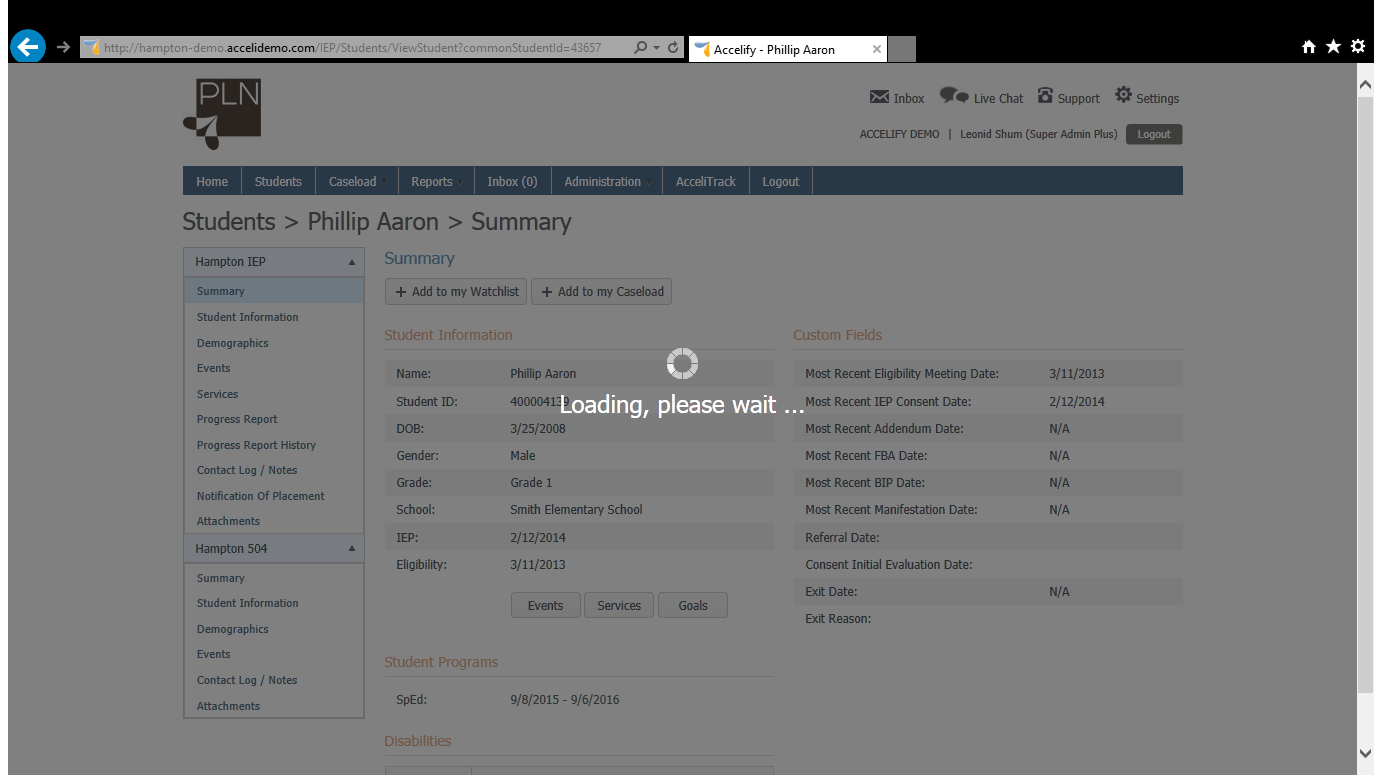 http://hampton-demo.accelidemo.com/IEP/Students/ViewStudent?commonStudentId=43657
Accelify - Phillip Aaron
PLN
Inbox Live Chat Support Settings
ACCELIFY DEMO | Leonid Shum (Super Admin Plus) Logout
Home Students Caseload Reports Inbox (0) Administration AcceliTrack Logout
Students > Phillip Aaron > Summary
Hampton IEP
Summary
Student Information
Demographics
Events
Services
Progress Report
Progress Report History
Contact Log / Notes
Notification Of Placement
Attachments
Hampton 504
Summary
Student Information
Demographics
Events
Contact Log / Notes
Attachments
Summary
+ Add to my Watchlist + Add to my Caseload
Student Information
Name: Phillip Aaron
Student ID: 400004139
Loading, please wait ...
DOB: 3/25/2008
Gender: Male
Grade: Grade 1
School: Smith Elementary School
IEP: 2/12/2014
Eligibility: 3/11/2013
Events Services Goals
Student Programs
SpEd: 9/8/2015 - 9/6/2016
Disabilities
Custom Fields
Most Recent Eligibility Meeting Date: 3/11/2013
Most Recent IEP Consent Date: 2/12/2014
Most Recent Addendum Date: N/A
Most Recent FBA Date: N/A
Most Recent BIP Date: N/A
Most Recent Manifestation Date: N/A
Referral Date:
Consent Initial Evaluation Date:
Exit Date: N/A
Exit Reason: